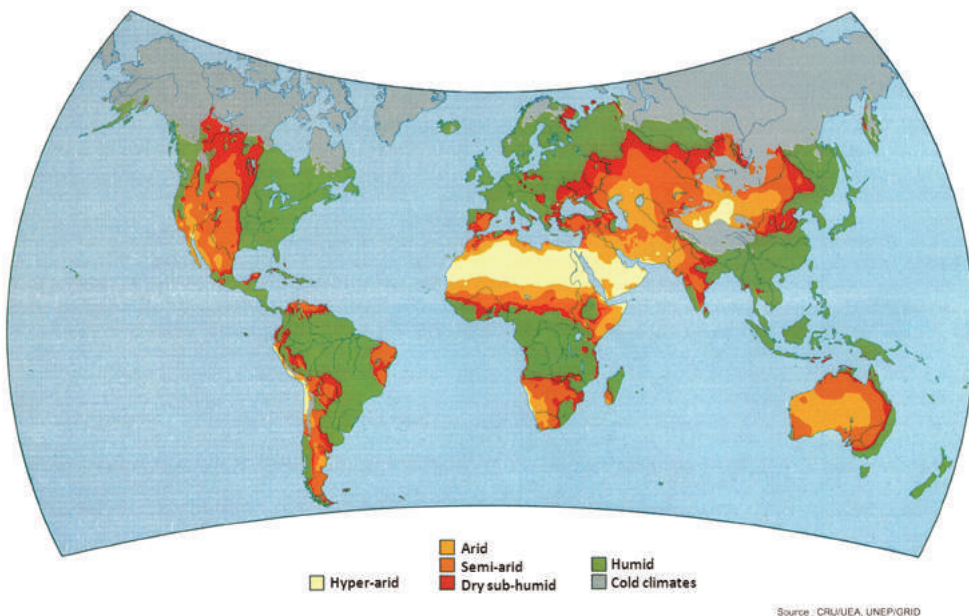 Arid
Semi-arid
Humid
Hyper-arid
Dry sub-humid
Cold climates
Source : CRU/UEA, UNEP/GRID